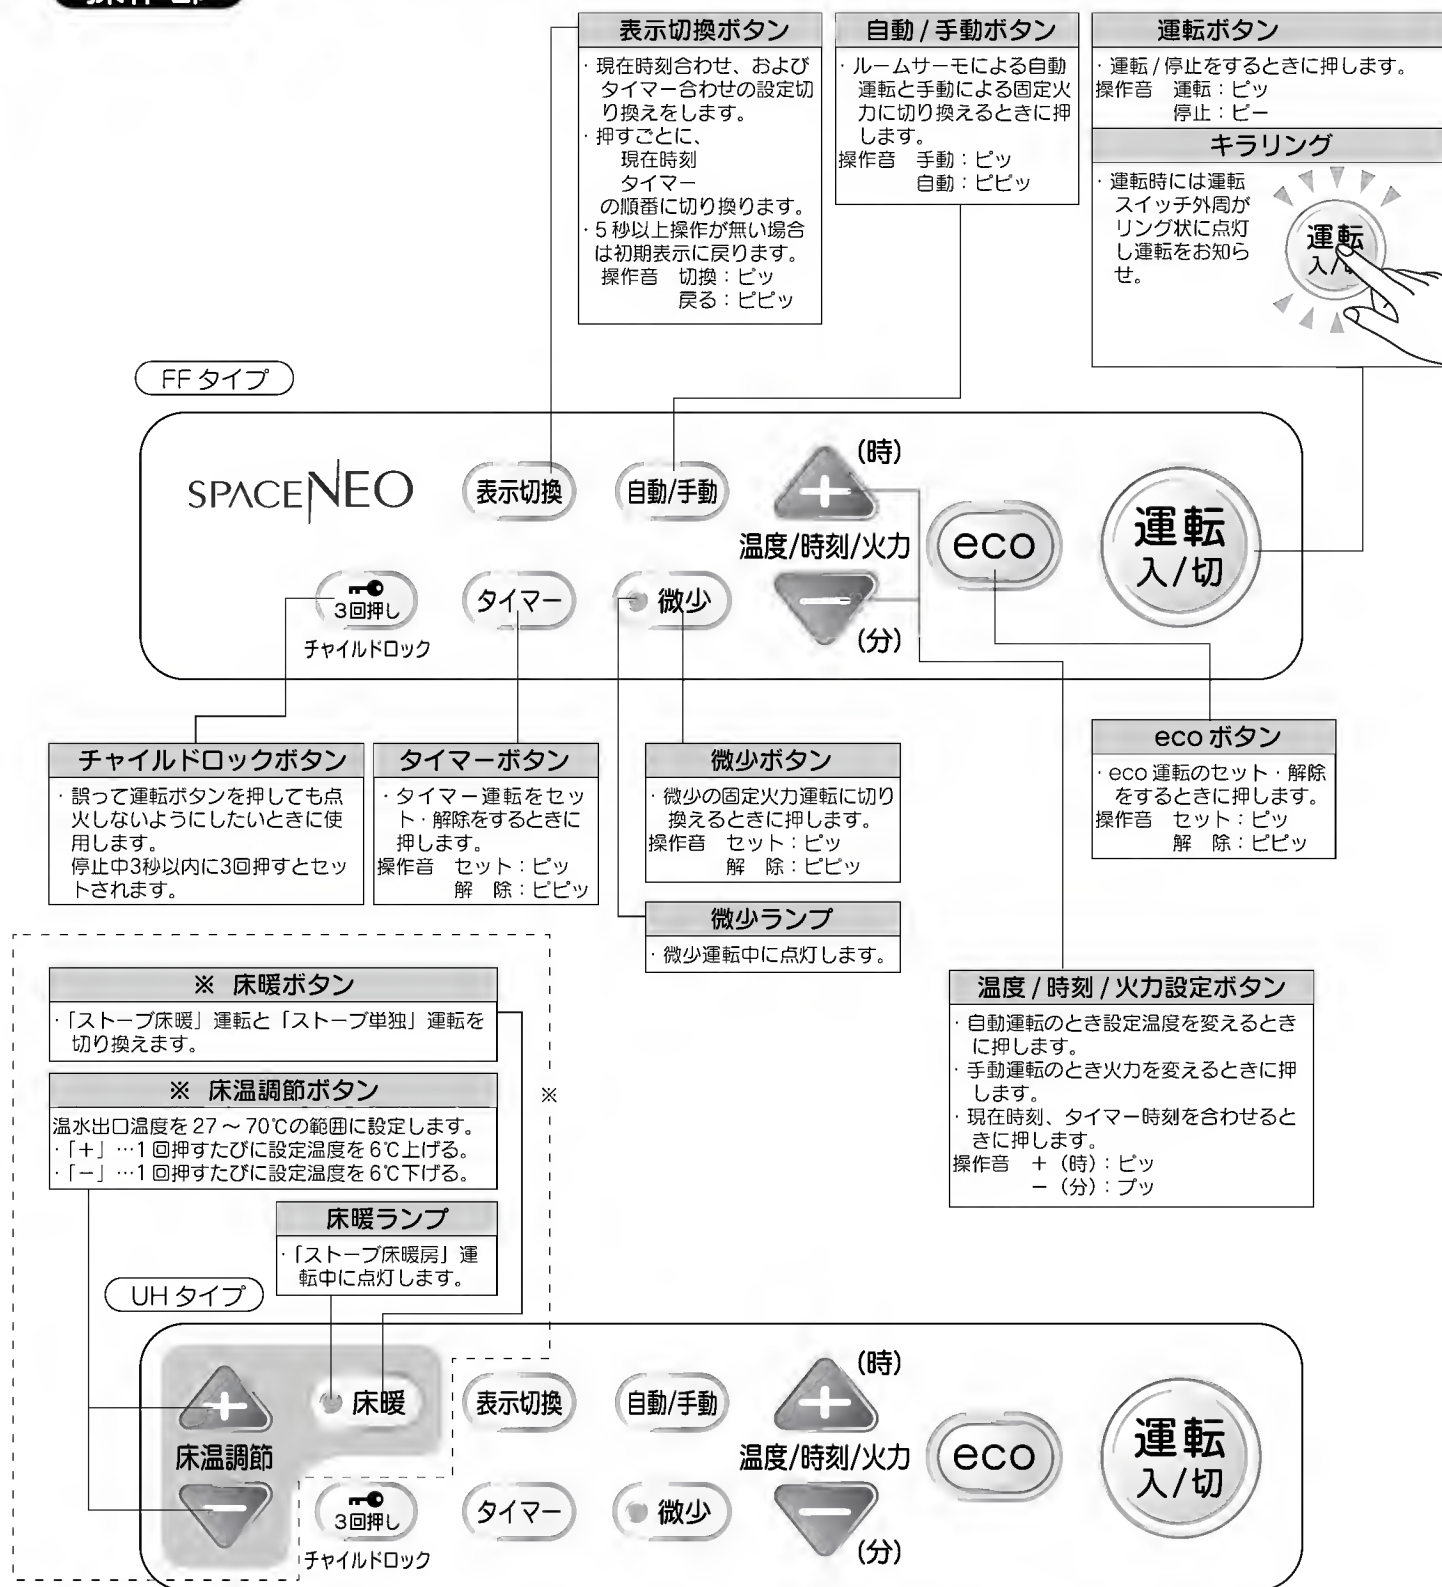 操作部
表示切換ボタン
・現在時刻合わせ、および
タイマー合わせの設定切
り換えをします。
・押すごとに、
現在時刻
タイマー
の順番に切り換ります。
・5秒以上操作が無い場合
は初期表示に戻ります。
操作音 切換:ピッ
戻る:ピピッ
自動/手動ボタン
・ルームサーモによる自動
運転と手動による固定火
力に切り換えるときに押
します。
操作音 手動:ピッ
自動:ピピッ
運転ボタン
・運転/停止をするときに押します。
操作音 運転:ピッ
停止:ピー
キラリング
・運転時には運転
スイッチ外周が
リング状に点灯
し運転をお知ら
せ。
運転
入/切
FFタイプ
SPACENEO
表示切換
自動/手動
(時)
温度/時刻/火力
(分)
eco
運転
入/切
3回押し
チャイルドロック
タイマー
微少
チャイルドロックボタン
・誤って運転ボタンを押しても点
火しないようにしたいときに使
用します。
停止中3秒以内に3回押すとセッ
トされます。
タイマーボタン
・タイマー運転をセッ
ト・解除をするときに
押します。
操作音 セット:ピッ
解 除:ピピッ
微少ボタン
・微少の固定火力運転に切り
換えるときに押します。
操作音 セット:ピッ
解 除:ピピッ
微少ランプ
・微少運転中に点灯します。
ecoボタン
・eco運転のセット・解除
をするときに押します。
操作音 セット:ピッ
解 除:ピピッ
温度/時刻/火力設定ボタン
・自動運転のとき設定温度を変えるとき
に押します。
・手動運転のとき火力を変えるときに押
します。
・現在時刻、タイマー時刻を合わせると
きに押します。
操作音 +(時):ピッ
−(分):プッ
※ 床暖ボタン
・「ストーブ床暖」運転と「ストーブ単独」運転を
切り換えます。
※ 床温調節ボタン
温水出口温度を27〜70℃の範囲に設定します。
・「+」…1回押すたびに設定温度を6℃上げる。
・「−」…1回押すたびに設定温度を6℃下げる。
※
床暖ランプ
・「ストーブ床暖房」運
転中に点灯します。
UHタイプ
+
床温調節
−
床暖
表示切換
自動/手動
(時)
+
温度/時刻/火力
−
(分)
eco
運転
入/切
3回押し
チャイルドロック
タイマー
微少